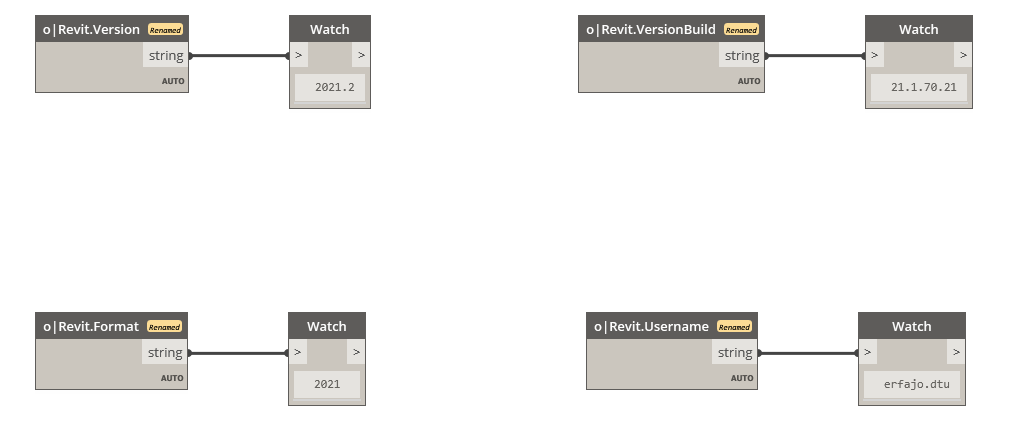 o|Revit.Version Renamed
string
AUTO
Watch
> >
2021.2
o|Revit.VersionBuild Renamed
string
AUTO
Watch
> >
21.1.70.21
o|Revit.Format Renamed
string
AUTO
Watch
> >
2021
o|Revit.Username Renamed
string
AUTO
Watch
> >
erfajo.dtu